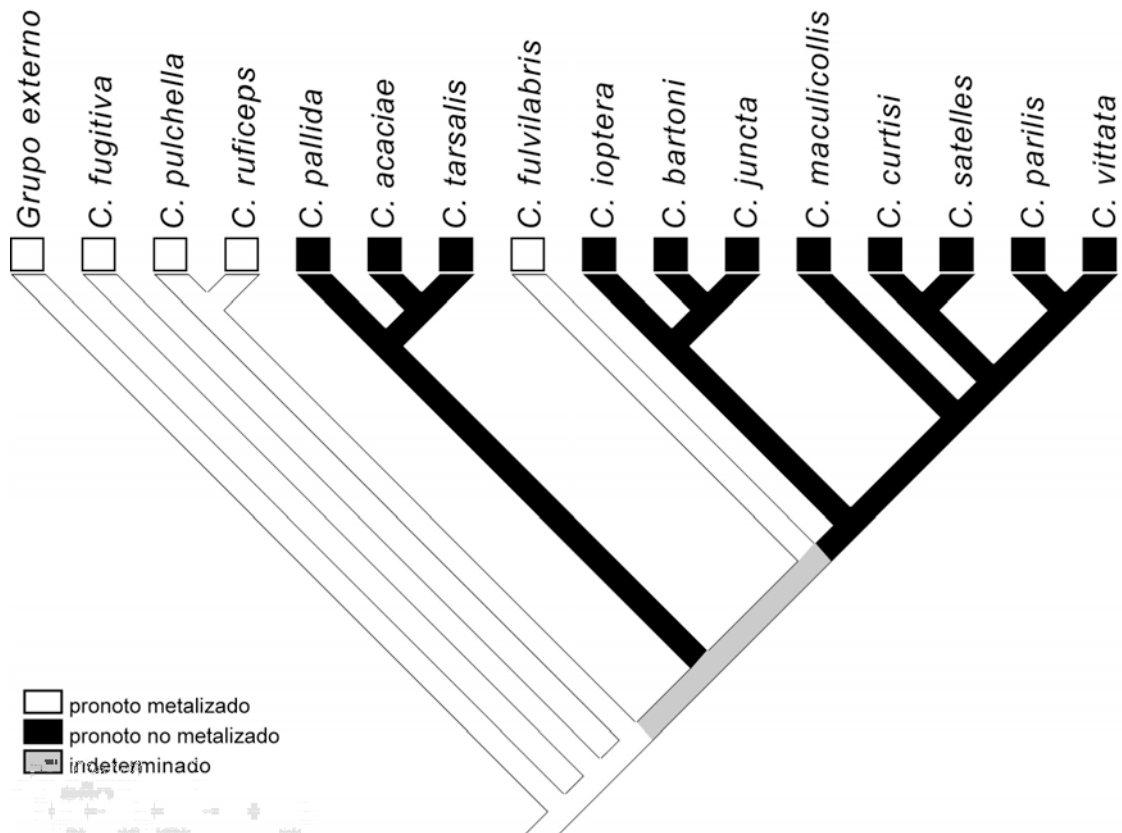 Grupo externo
C. fugitiva
C. pulchella
C. ruficeps
C. pallida
C. acaciae
C. tarsalis
C. fulvilabris
C. ioptera
C. bartoni
C. juncta
C. maculicollis
C. curtisi
C. satelles
C. parilis
C. vittata
pronoto metalizado
pronoto no metalizado
indeterminado